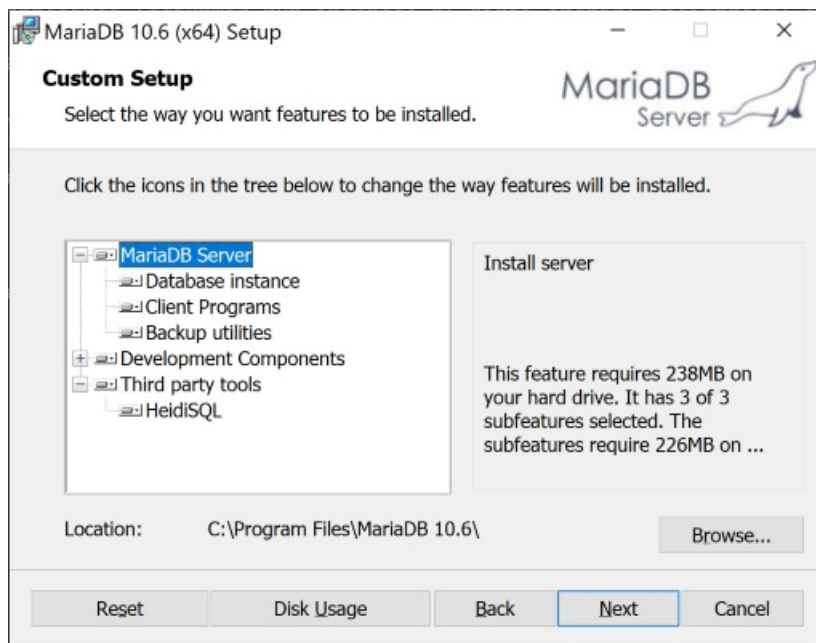 MariaDB 10.6 (x64) Setup
Custom Setup
Select the way you want features to be installed.
MariaDB
Server
Click the icons in the tree below to change the way features will be installed.
MariaDB Server
Database instance
Client Programs
Backup utilities
Development Components
Third party tools
HeidiSQL
Install server
This feature requires 238MB on
your hard drive. It has 3 of 3
subfeatures selected. The
subfeatures require 226MB on ...
Location: C:\Program Files\MariaDB 10.6\
Browse...
Reset Disk Usage Back Next Cancel